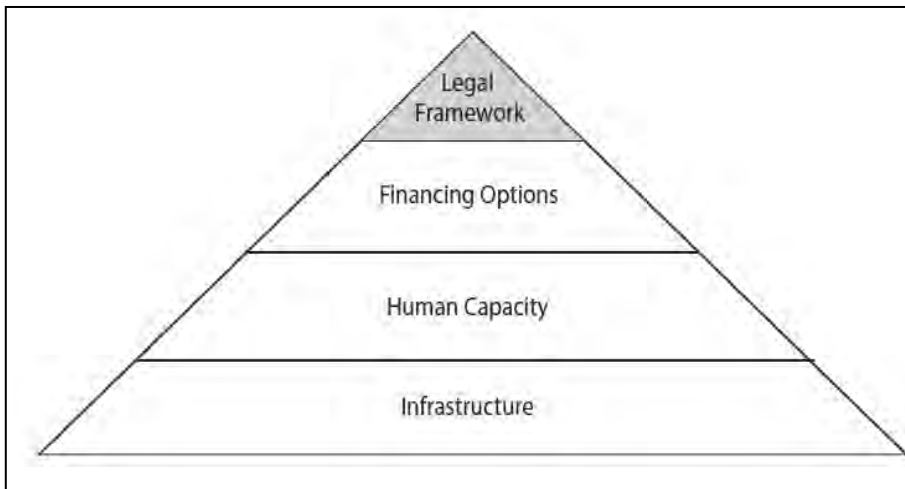 Legal
Framework
Financing Options
Human Capacity
Infrastructure